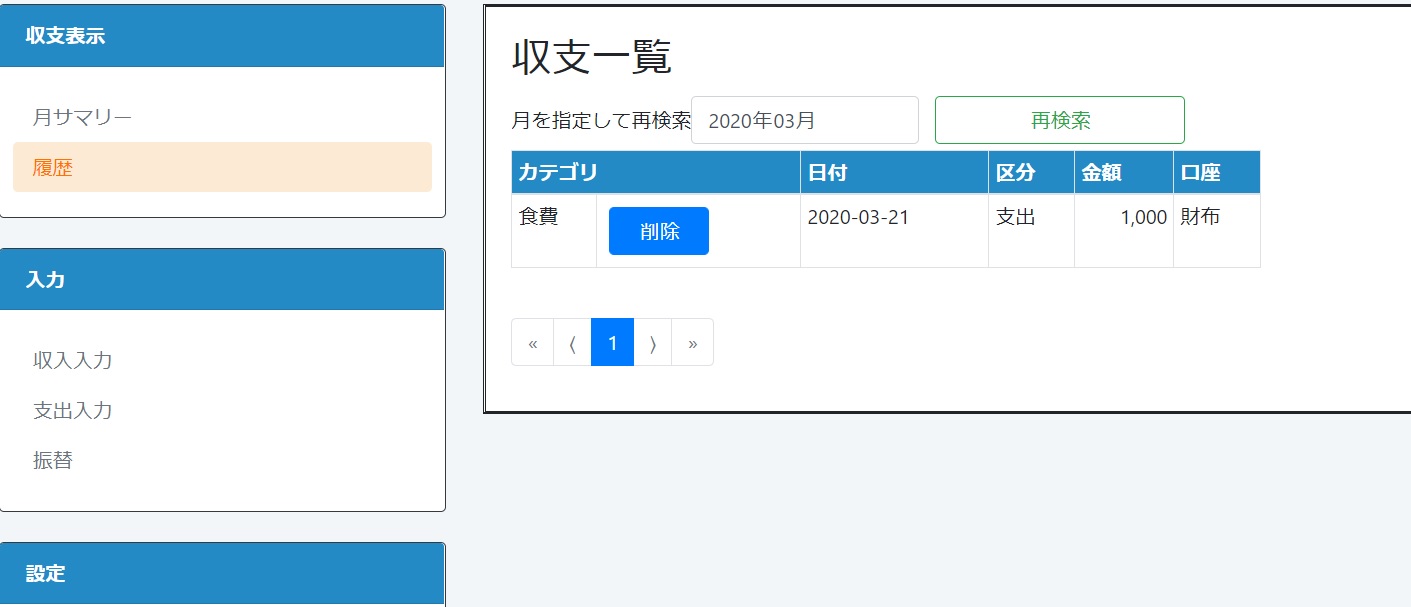 収支表示
月サマリー
履歴
入力
収入入力
支出入力
振替
設定
収支一覧
月を指定して再検索 2020年03月 再検索
カテゴリ 日付 区分 金額 口座
食費 削除 2020-03-21 支出 1,000 財布
« ⟨ 1 ⟩ »